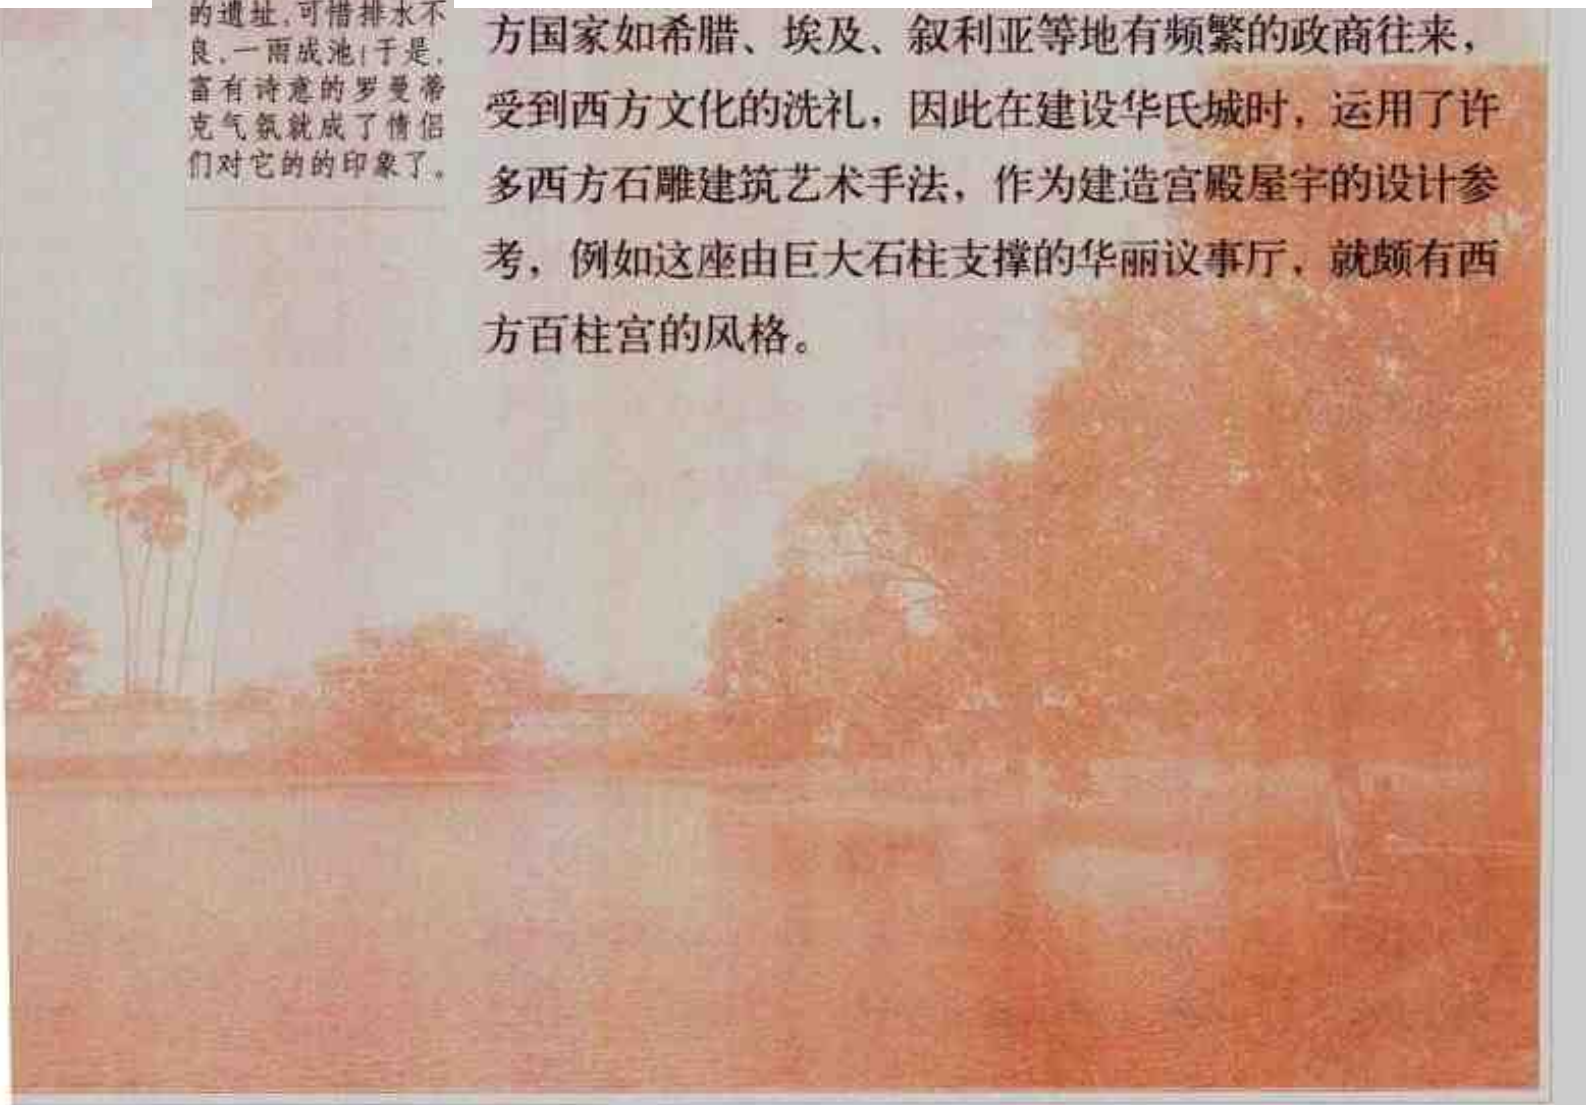 的遗址,可惜排水不
良,一雨成池!于是,
富有诗意的罗曼蒂
克气氛就成了情侣
们对它的的印象了。
方国家如希腊、埃及、叙利亚等地有频繁的政商往来，
受到西方文化的洗礼，因此在建设华氏城时，运用了许
多西方石雕建筑艺术手法，作为建造宫殿屋宇的设计参
考，例如这座由巨大石柱支撑的华丽议事厅，就颇有西
方百柱宫的风格。